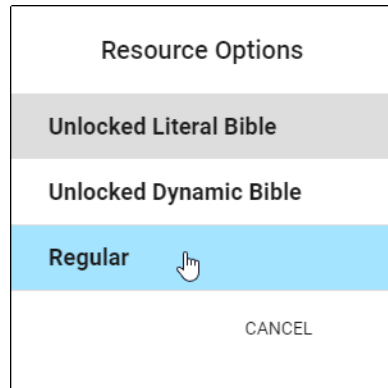 Resource Options
Unlocked Literal Bible
Unlocked Dynamic Bible
Regular
CANCEL